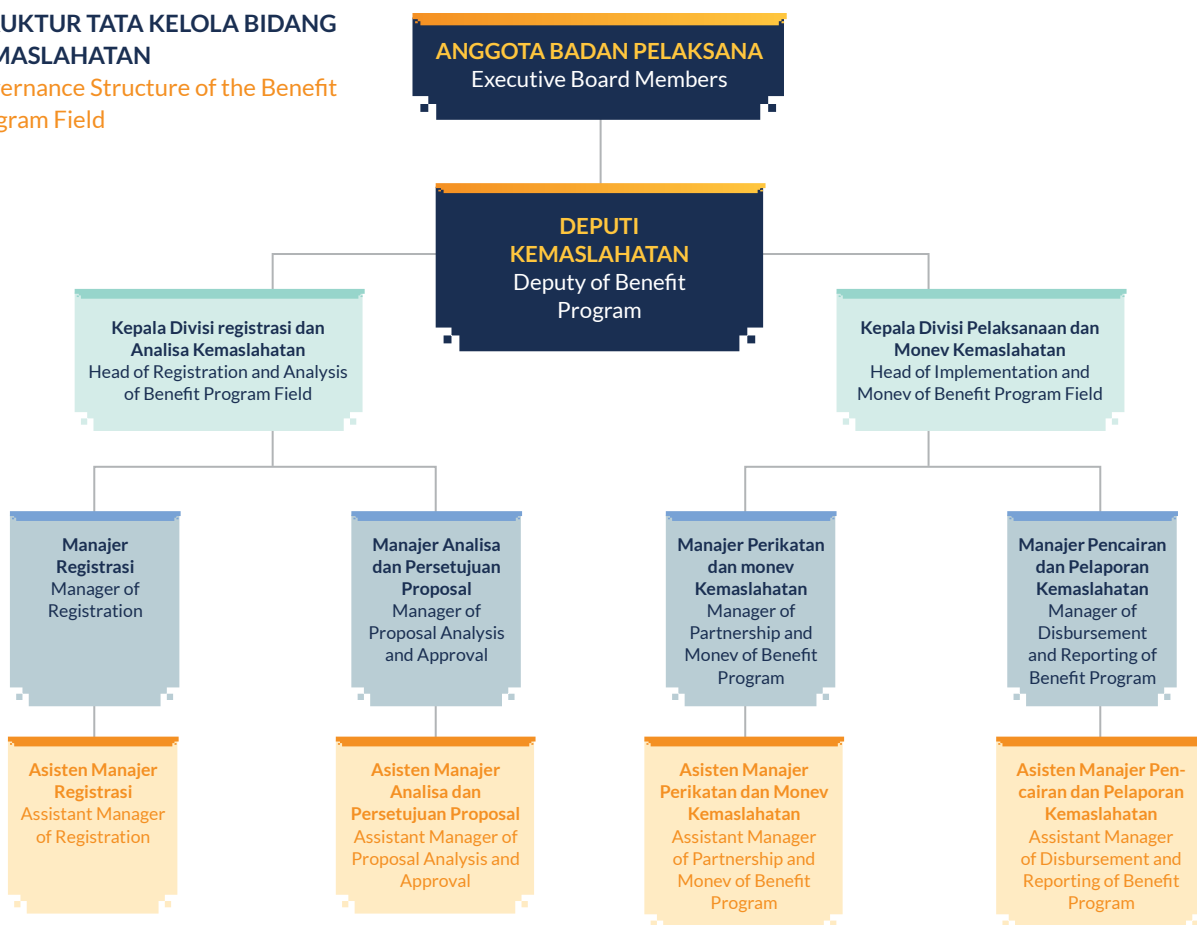 RUKTUR TATA KELOLA BIDANG
MASLAHATAN
ernance Structure of the Benefit
gram Field
ANGGOTA BADAN PELAKSANA
Executive Board Members
DEPUTI
KEMASLAHATAN
Deputy of Benefit
Program
Kepala Divisi registrasi dan
Analisa Kemaslahatan
Head of Registration and Analysis
of Benefit Program Field
Kepala Divisi Pelaksanaan dan
Monev Kemaslahatan
Head of Implementation and
Monev of Benefit Program Field
Manajer
Registrasi
Manager of
Registration
Manajer Analisa
dan Persetujuan
Proposal
Manager of
Proposal Analysis
and Approval
Manajer Perikatan
dan monev
Kemaslahatan
Manager of
Partnership and
Monev of Benefit
Program
Manajer Pencairan
dan Pelaporan
Kemaslahatan
Manager of
Disbursement
and Reporting of
Benefit Program
Asisten Manajer
Registrasi
Assistant Manager
of Registration
Asisten Manajer
Analisa dan
Persetujuan Proposal
Assistant Manager of
Proposal Analysis and
Approval
Asisten Manajer
Perikatan dan Monev
Kemaslahatan
Assistant Manager
of Partnership and
Monev of Benefit
Program
Asisten Manajer Pen-
cairan dan Pelaporan
Kemaslahatan
Assistant Manager
of Disbursement and
Reporting of Benefit
Program